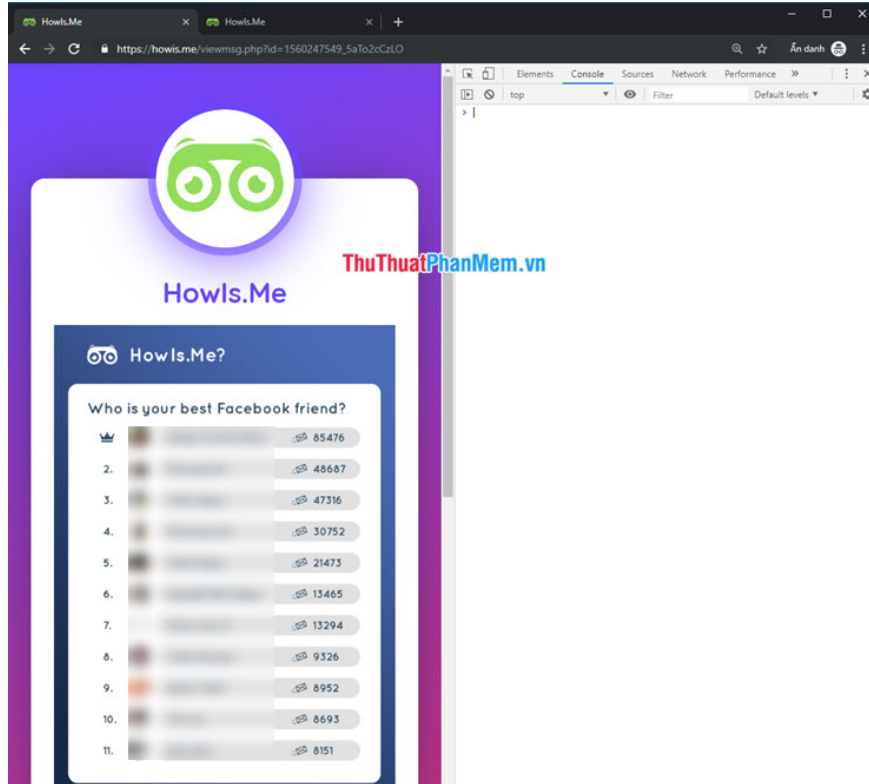 HowIs.Me
HowIs.Me
https://howis.me/viewmsg.php?id=1560247549_5aTo2cCzLO
Ẩn danh
Elements Console Sources Network Performance »
top Filter Default levels
ThuThuatPhanMem.vn
HowIs.Me
HowIs.Me?
Who is your best Facebook friend?
85476
2. 48687
3. 47316
4. 30752
5. 21473
6. 13465
7. 13294
8. 9326
9. 8952
10. 8693
11. 8151